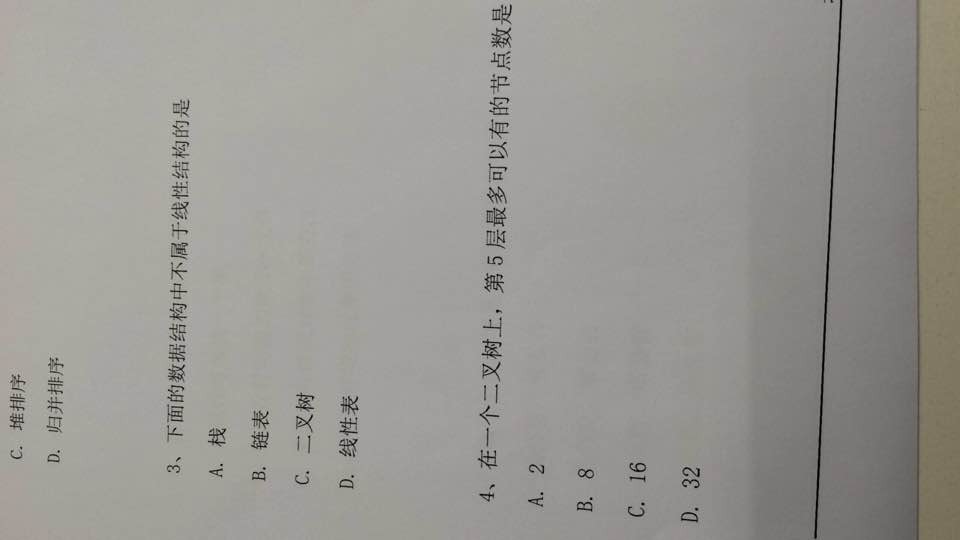 C. 堆排序
D. 归并排序
3、下面的数据结构中不属于线性结构的是
A. 栈
B. 链表
C. 二叉树
D. 线性表
4、在一个二叉树上，第 5 层最多可以有的节点数是
A. 2
B. 8
C. 16
D. 32